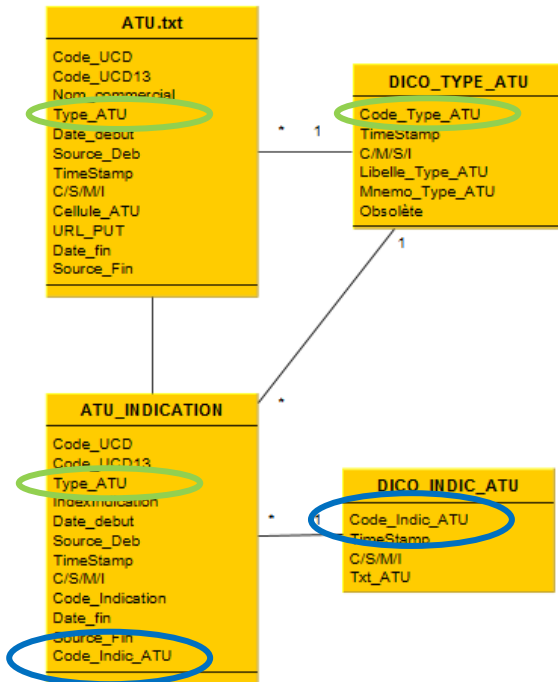 ATU.txt
Code_UCD
Code_UCD13
Nom_commercial
Type_ATU
Date_debut
Source_Deb
TimeStamp
C/S/M/I
Cellule_ATU
URL_PUT
Date_fin
Source_Fin
* 1
DICO_TYPE_ATU
Code_Type_ATU
TimeStamp
C/M/S/I
Libelle_Type_ATU
Mnemo_Type_ATU
Obsolète
1
*
ATU_INDICATION
Code_UCD
Code_UCD13
Type_ATU
IndexIndication
Date_debut
Source_Deb
TimeStamp
C/S/M/I
Code_Indication
Date_fin
Source_Fin
Code_Indic_ATU
* 1
DICO_INDIC_ATU
Code_Indic_ATU
TimeStamp
C/S/M/I
Txt_ATU